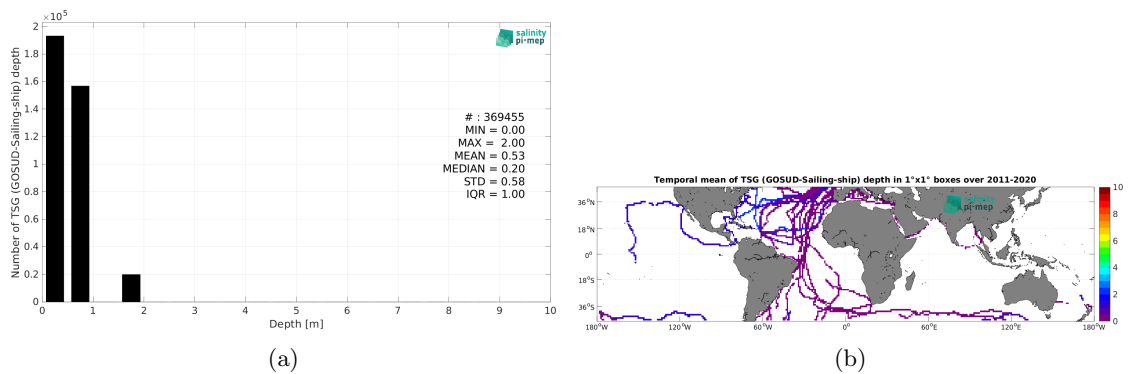 ×10⁵
2
1.8
1.6
1.4
1.2
1
0.8
0.6
0.4
0.2
0
Number of TSG (GOSUD-Sailing-ship) depth
salinity
pi-mep
# : 369455
MIN = 0.00
MAX = 2.00
MEAN = 0.53
MEDIAN = 0.20
STD = 0.58
IQR = 1.00
0 1 2 3 4 5 6 7 8 9 10
Depth [m]
(a)
Temporal mean of TSG (GOSUD-Sailing-ship) depth in 1°x1° boxes over 2011-2020
salinity
pi-mep
36°N
18°N
0°
18°S
36°S
180°W 120°W 60°W 0° 60°E 120°E 180°W
10
8
6
4
2
0
(b)